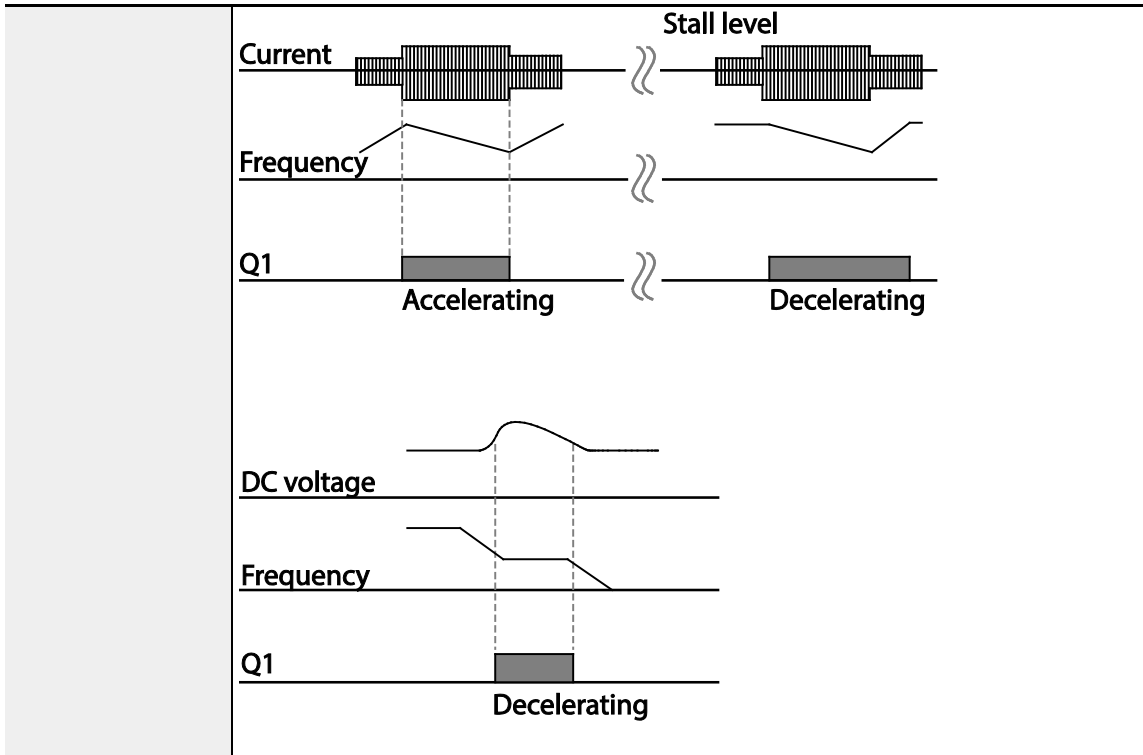 Stall level
Current
Frequency
Q1
Accelerating
Decelerating
DC voltage
Frequency
Q1
Decelerating